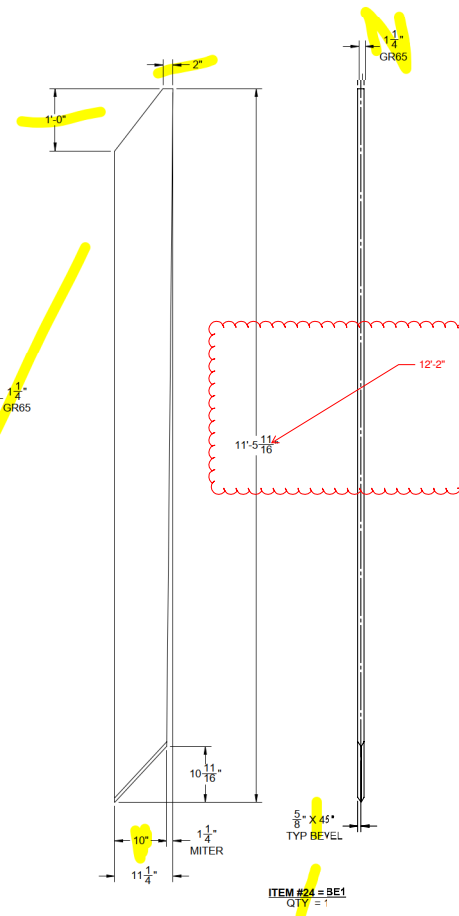 2"
1 1/4"
GR65
1'-0"
1 1/4"
GR65
12'-2"
11'-5 11/16
10 11/16"
10"
1 1/4"
MITER
11 1/4"
5/8" X 45°
TYP BEVEL
ITEM #24 = BE1
QTY = 1